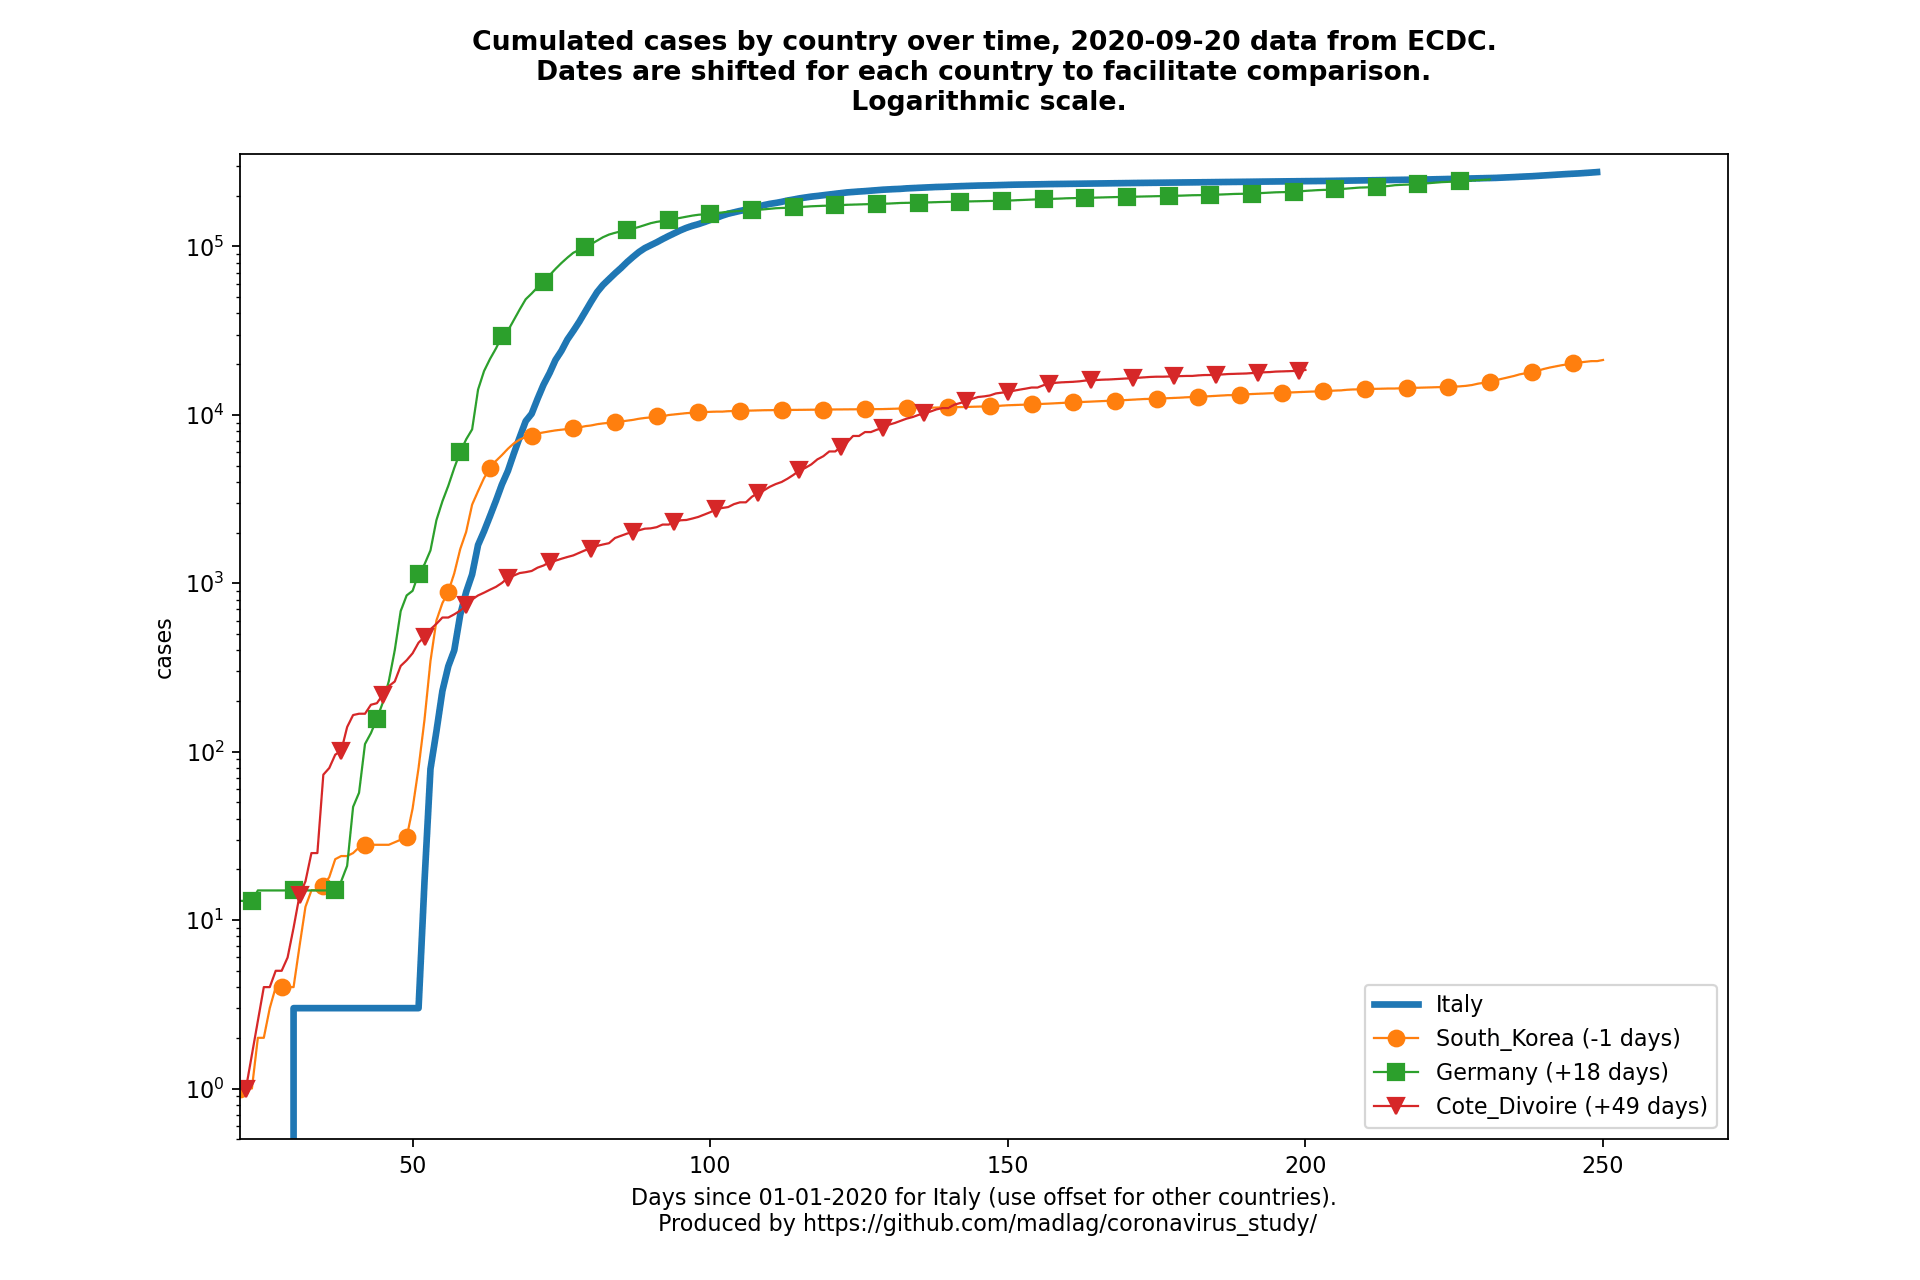 Cumulated cases by country over time, 2020-09-20 data from ECDC.
Dates are shifted for each country to facilitate comparison.
Logarithmic scale.
10^5
10^4
10^3
10^2
10^1
10^0
cases
50
100
150
200
250
Italy
South_Korea (-1 days)
Germany (+18 days)
Cote_Divoire (+49 days)
Days since 01-01-2020 for Italy (use offset for other countries).
Produced by https://github.com/madlag/coronavirus_study/